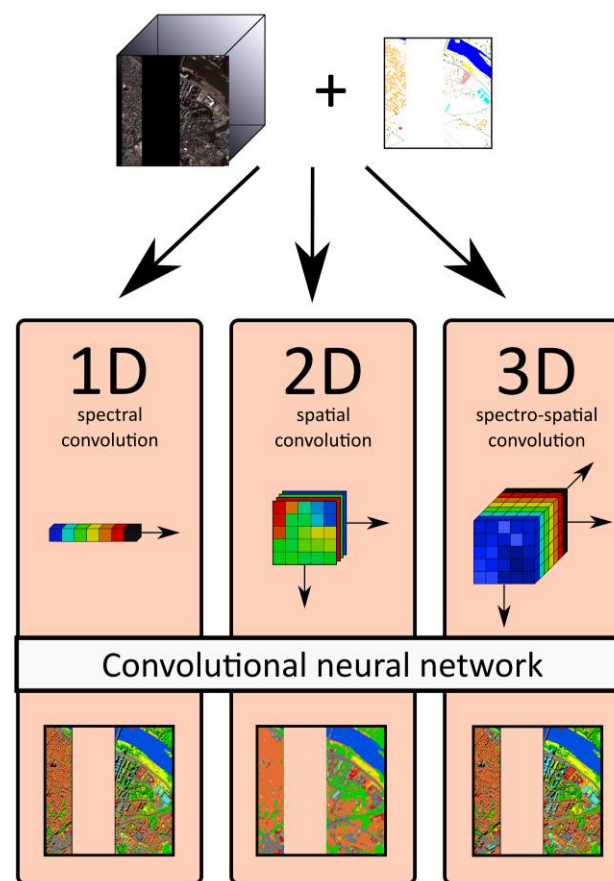 +
1D
spectral
convolution
2D
spatial
convolution
3D
spectro-spatial
convolution
Convolutional neural network